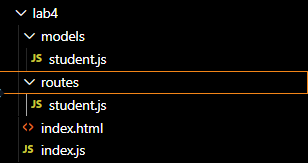 lab4
models
JS student.js
routes
JS student.js
<> index.html
JS index.js